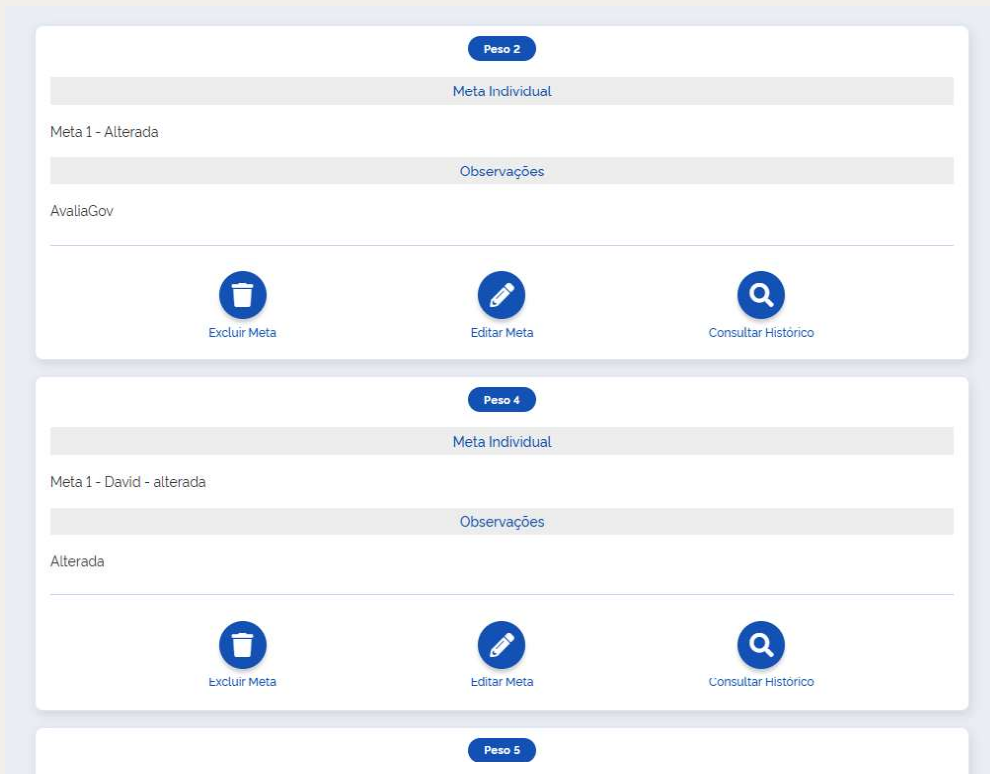 Peso 2
Meta Individual
Meta 1 - Alterada
Observações
AvaliaGov
Excluir Meta Editar Meta Consultar Histórico
Peso 4
Meta Individual
Meta 1 - David - alterada
Observações
Alterada
Excluir Meta Editar Meta Consultar Histórico
Peso 5